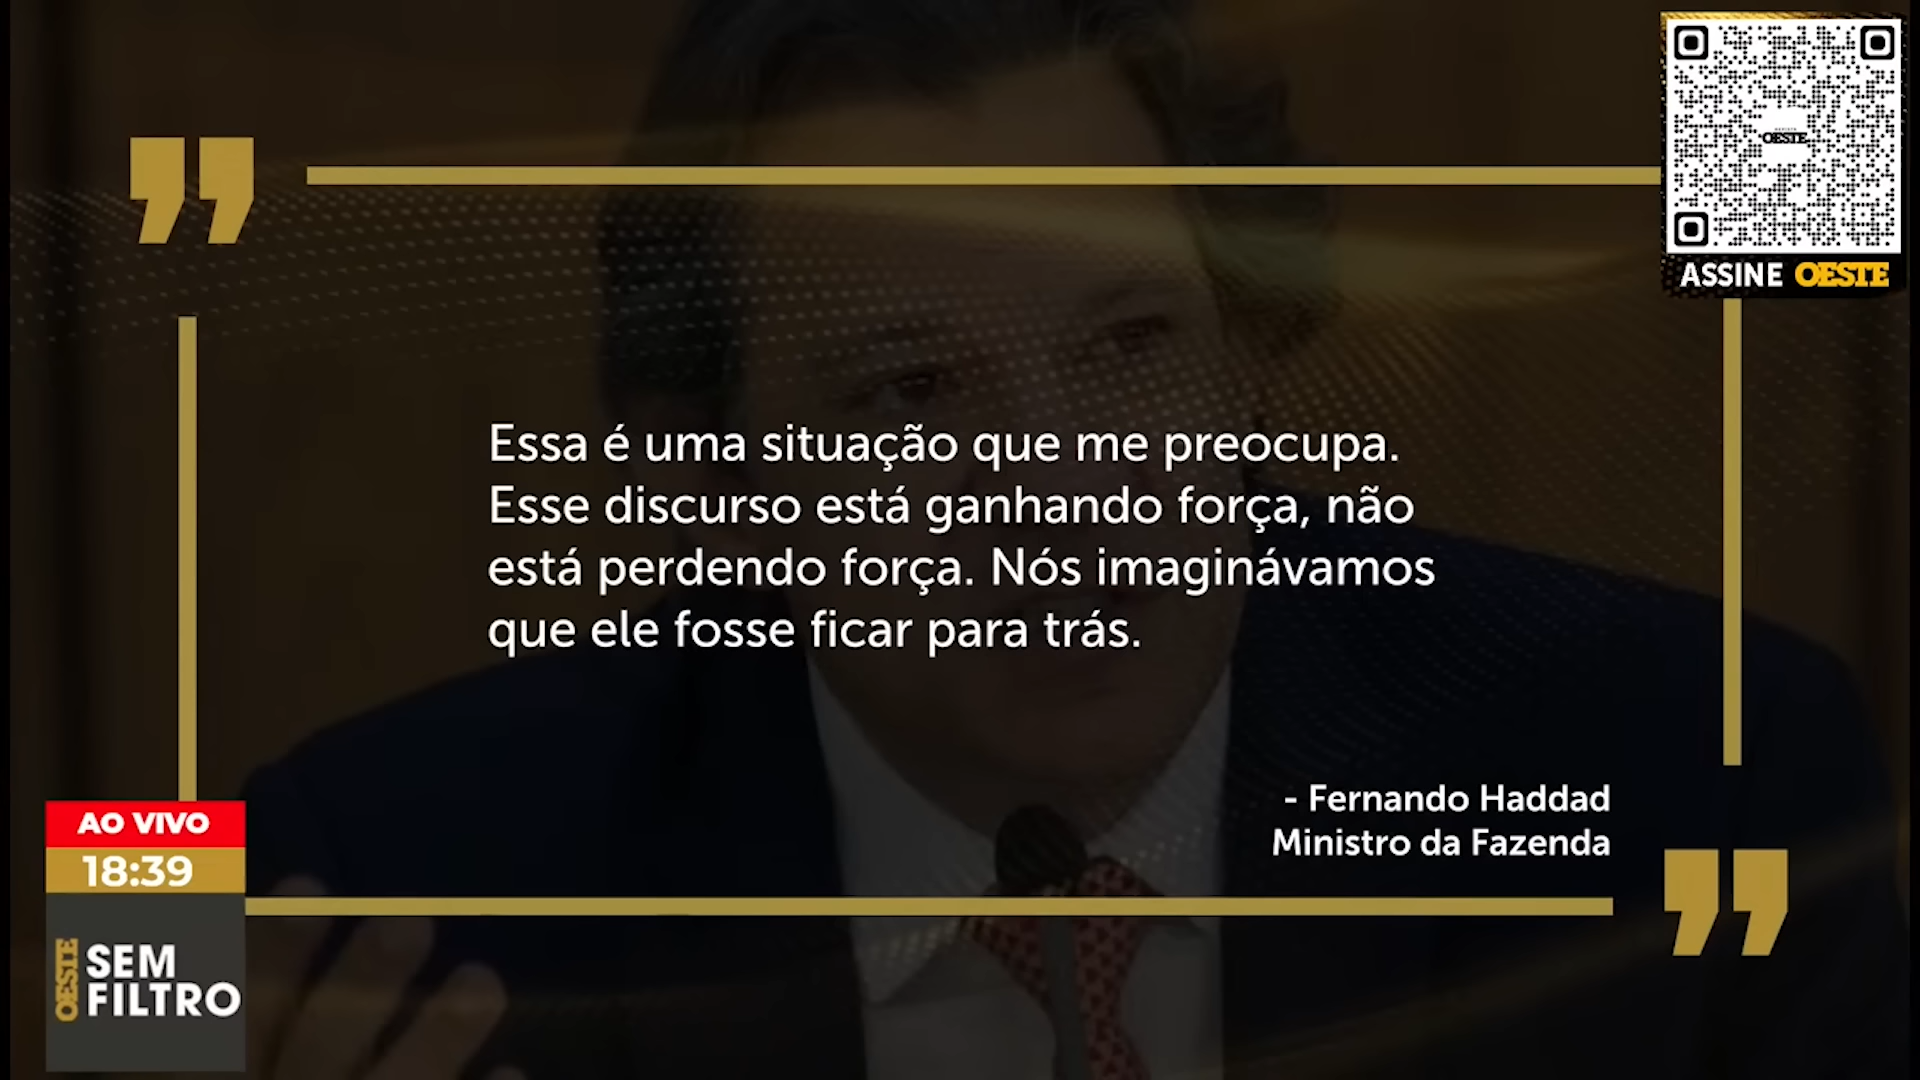 OESTE
ASSINE OESTE
Essa é uma situação que me preocupa.
Esse discurso está ganhando força, não
está perdendo força. Nós imaginávamos
que ele fosse ficar para trás.
- Fernando Haddad
Ministro da Fazenda
AO VIVO
18:39
OESTE
SEM
FILTRO